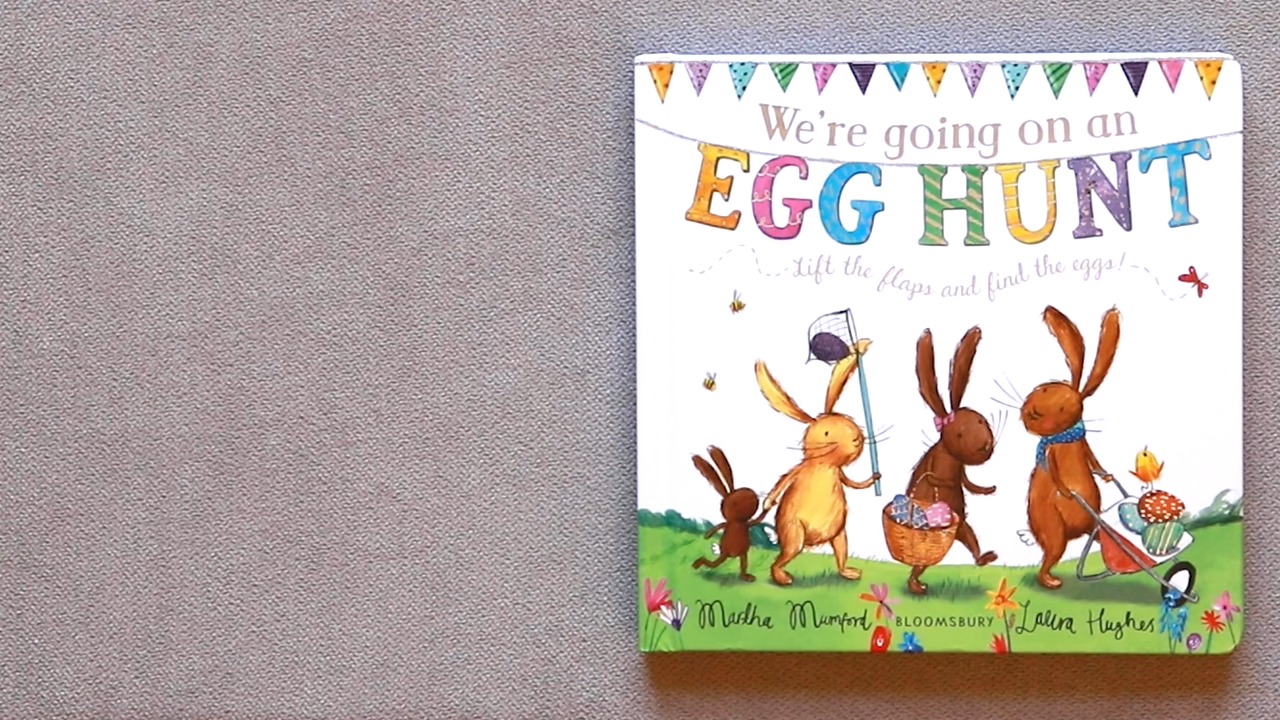 We're going on an
EGG HUNT
Lift the flaps and find the eggs!
Martha Mumford BLOOMSBURY Laura Hughes